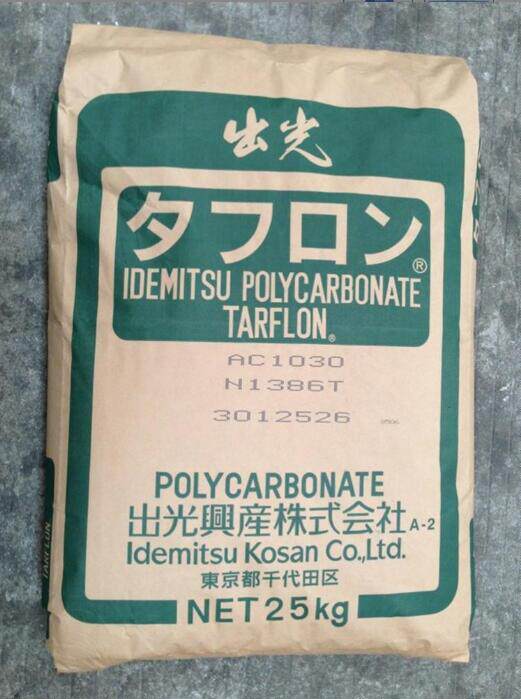 出光
タフロン®
IDEMITSU POLYCARBONATE
TARFLON®
AC1030
N1386T
3012526
POLYCARBONATE
出光興産株式会社 A-2
Idemitsu Kosan Co.,Ltd.
東京都千代田区
NET 25kg
TARFLON